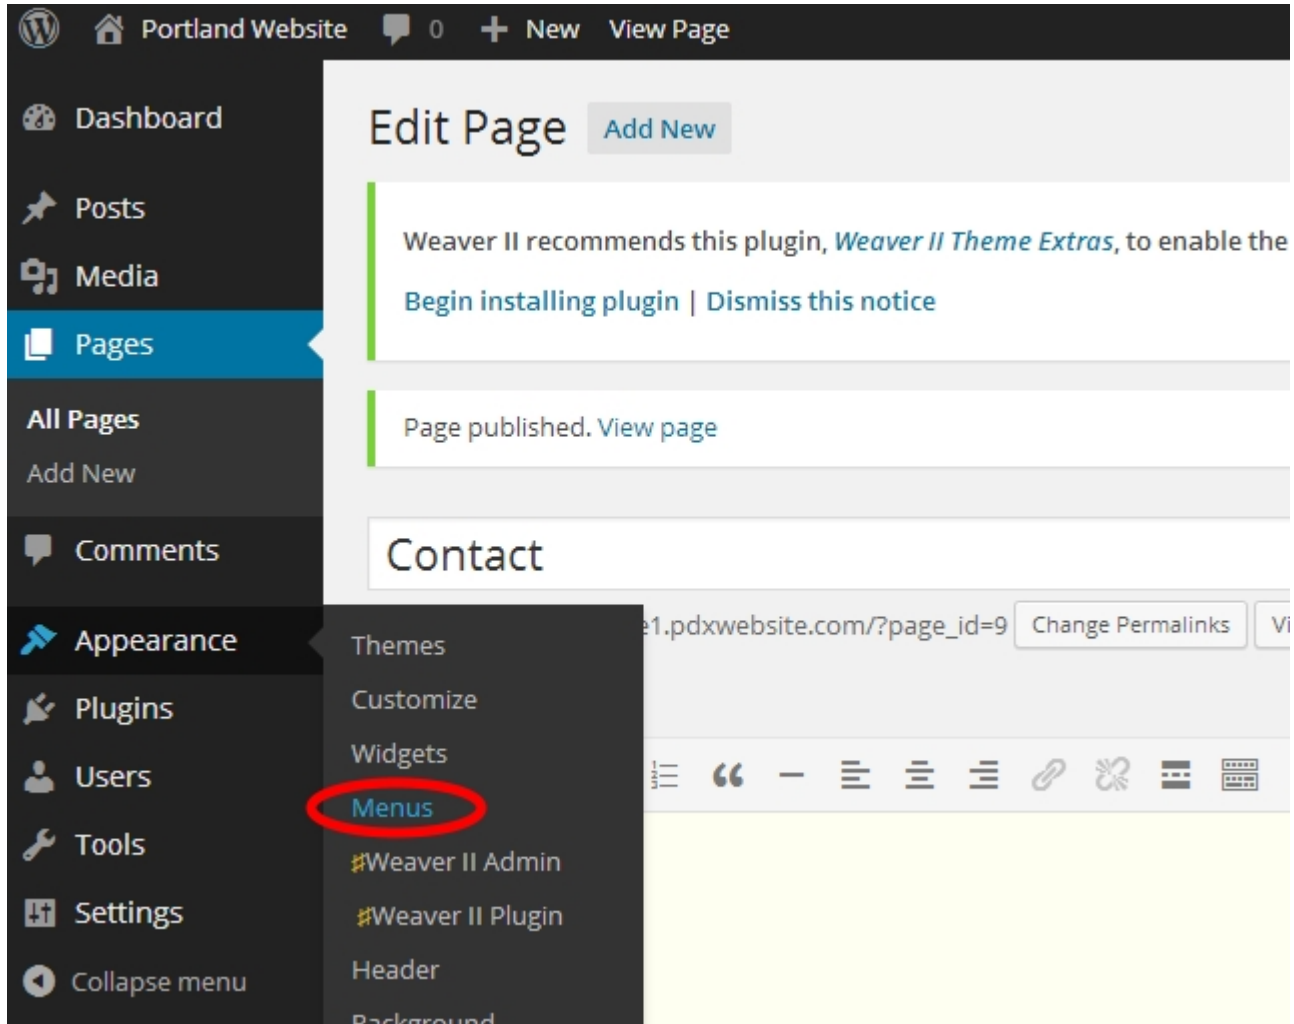 Portland Website 0 New View Page
Dashboard
Posts
Media
Pages
All Pages
Add New
Comments
Appearance
Plugins
Users
Tools
Settings
Collapse menu
Themes
Customize
Widgets
Menus
Weaver II Admin
Weaver II Plugin
Header
Background
Edit Page Add New
Weaver II recommends this plugin, Weaver II Theme Extras, to enable the
Begin installing plugin | Dismiss this notice
Page published. View page
Contact
1.pdxwebsite.com/?page_id=9 Change Permalinks Vi